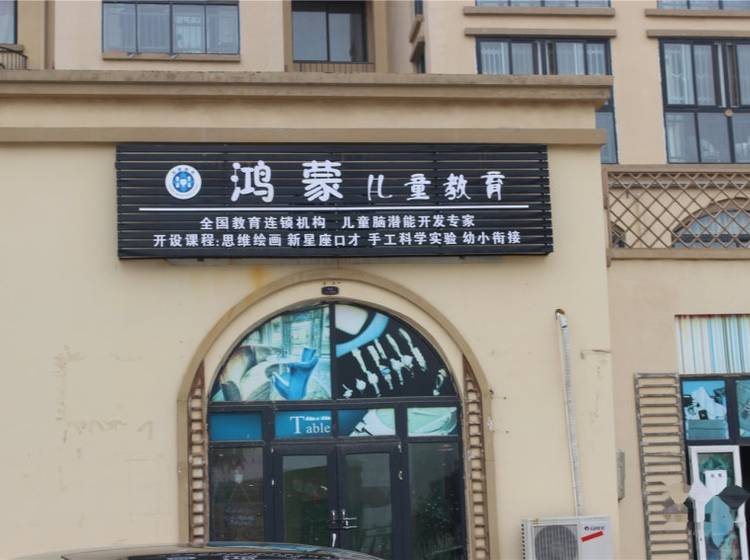 鸿蒙儿童教育
全国教育连锁机构 儿童脑潜能开发专家
开设课程:思维绘画 新星座口才 手工科学实验 幼小衔接
Table